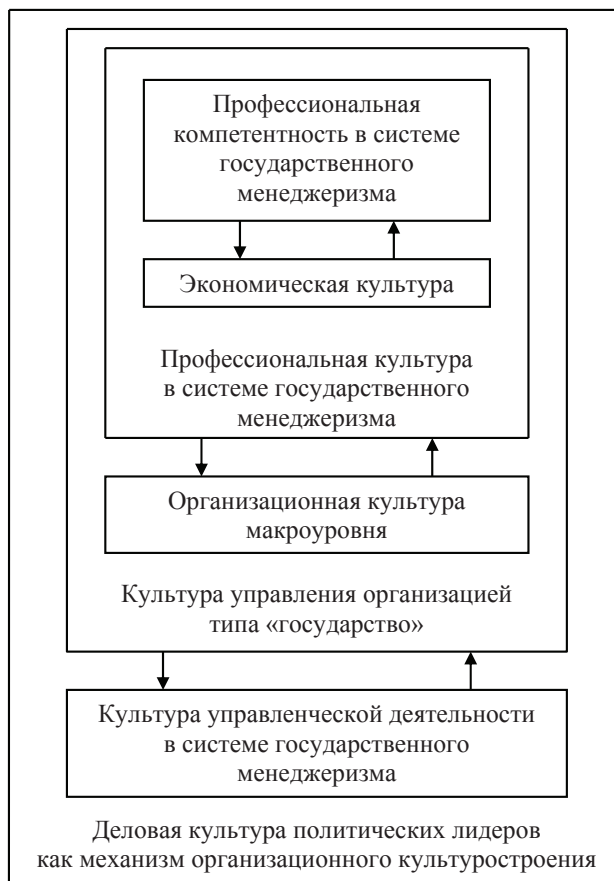 Профессиональная
компетентность в системе
государственного
менеджеризма
Экономическая культура
Профессиональная культура
в системе государственного
менеджеризма
Организационная культура
макроуровня
Культура управления организацией
типа «государство»
Культура управленческой деятельности
в системе государственного
менеджеризма
Деловая культура политических лидеров
как механизм организационного культуростроения